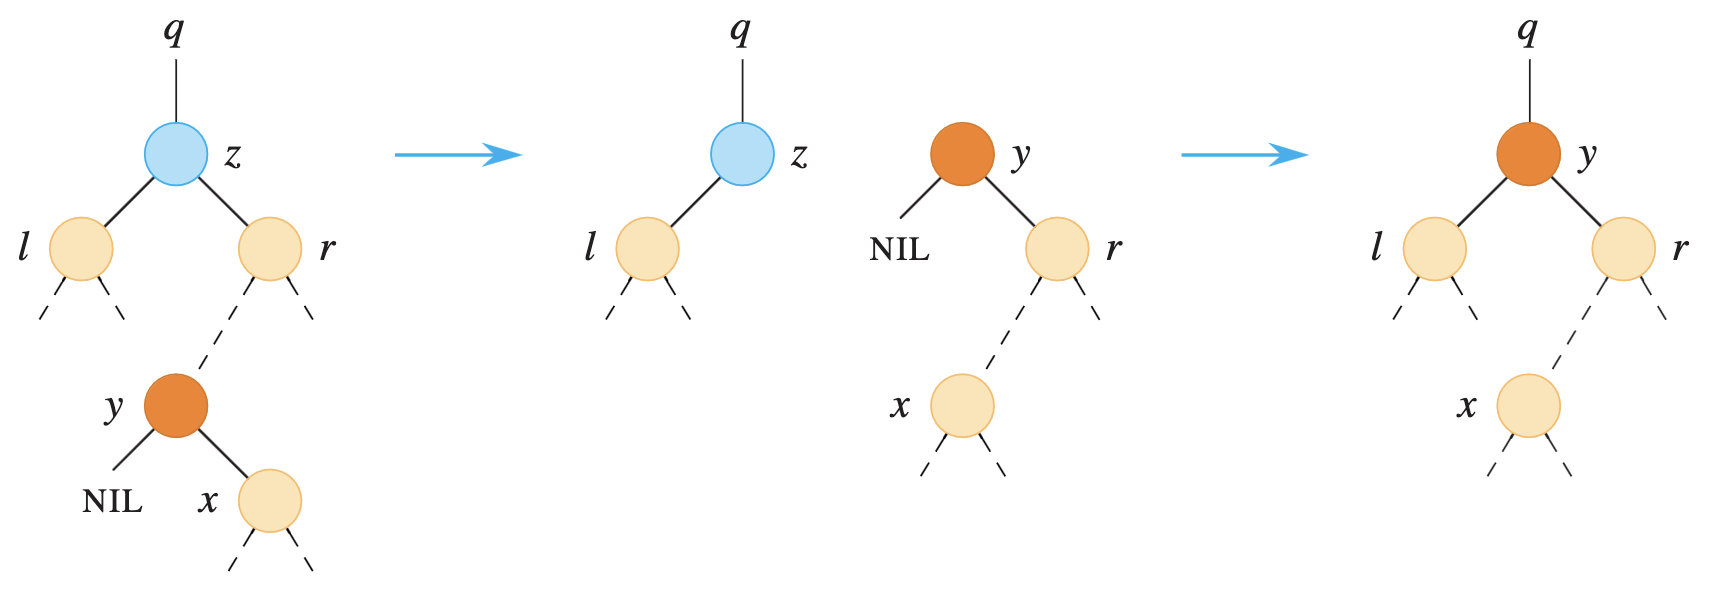 q q q
z z y y
l r l NIL r l r
y x x
NIL x